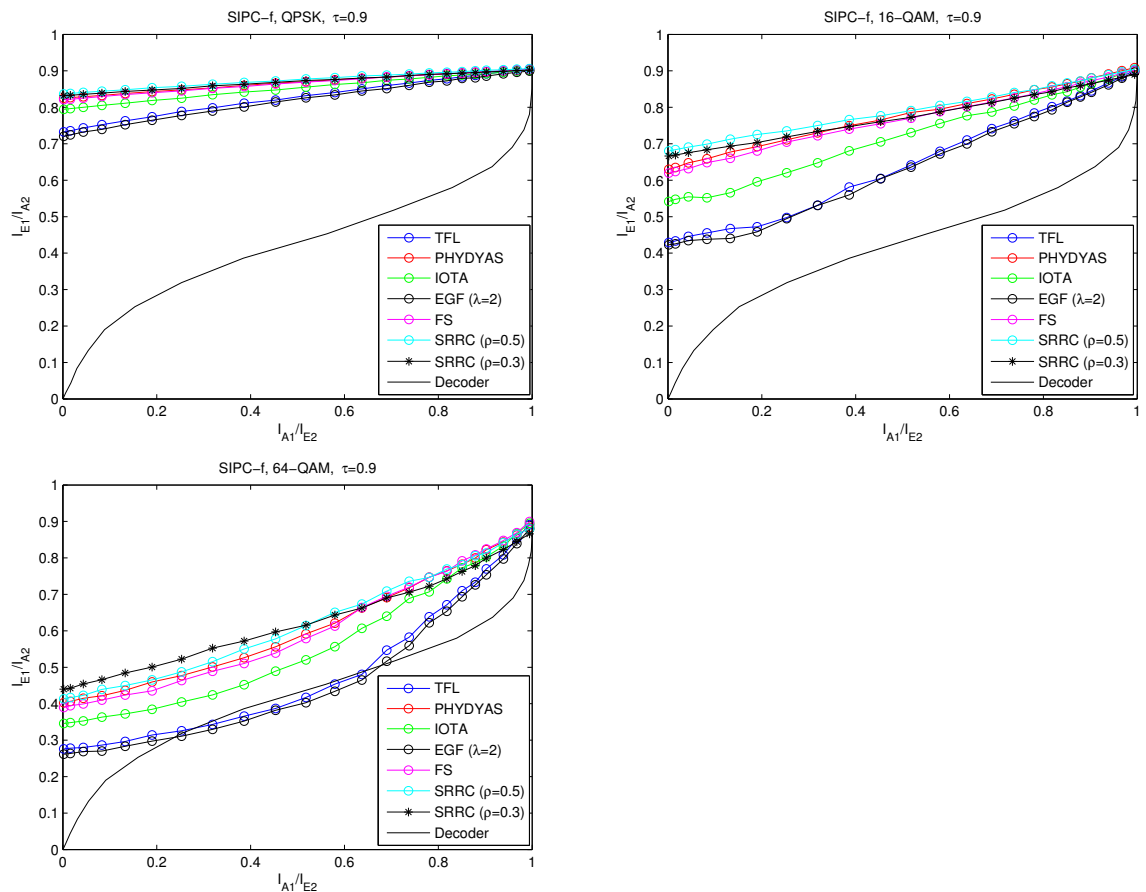 SIPC−f, QPSK, τ=0.9
1
0.9
0.8
0.7
0.6
0.5
0.4
0.3
0.2
0.1
0
I_E1/I_A2
0 0.2 0.4 0.6 0.8 1
I_A1/I_E2
TFL
PHYDYAS
IOTA
EGF (λ=2)
FS
SRRC (ρ=0.5)
SRRC (ρ=0.3)
Decoder
SIPC−f, 16−QAM, τ=0.9
1
0.9
0.8
0.7
0.6
0.5
0.4
0.3
0.2
0.1
0
I_E1/I_A2
0 0.2 0.4 0.6 0.8 1
I_A1/I_E2
TFL
PHYDYAS
IOTA
EGF (λ=2)
FS
SRRC (ρ=0.5)
SRRC (ρ=0.3)
Decoder
SIPC−f, 64−QAM, τ=0.9
1
0.9
0.8
0.7
0.6
0.5
0.4
0.3
0.2
0.1
0
I_E1/I_A2
0 0.2 0.4 0.6 0.8 1
I_A1/I_E2
TFL
PHYDYAS
IOTA
EGF (λ=2)
FS
SRRC (ρ=0.5)
SRRC (ρ=0.3)
Decoder